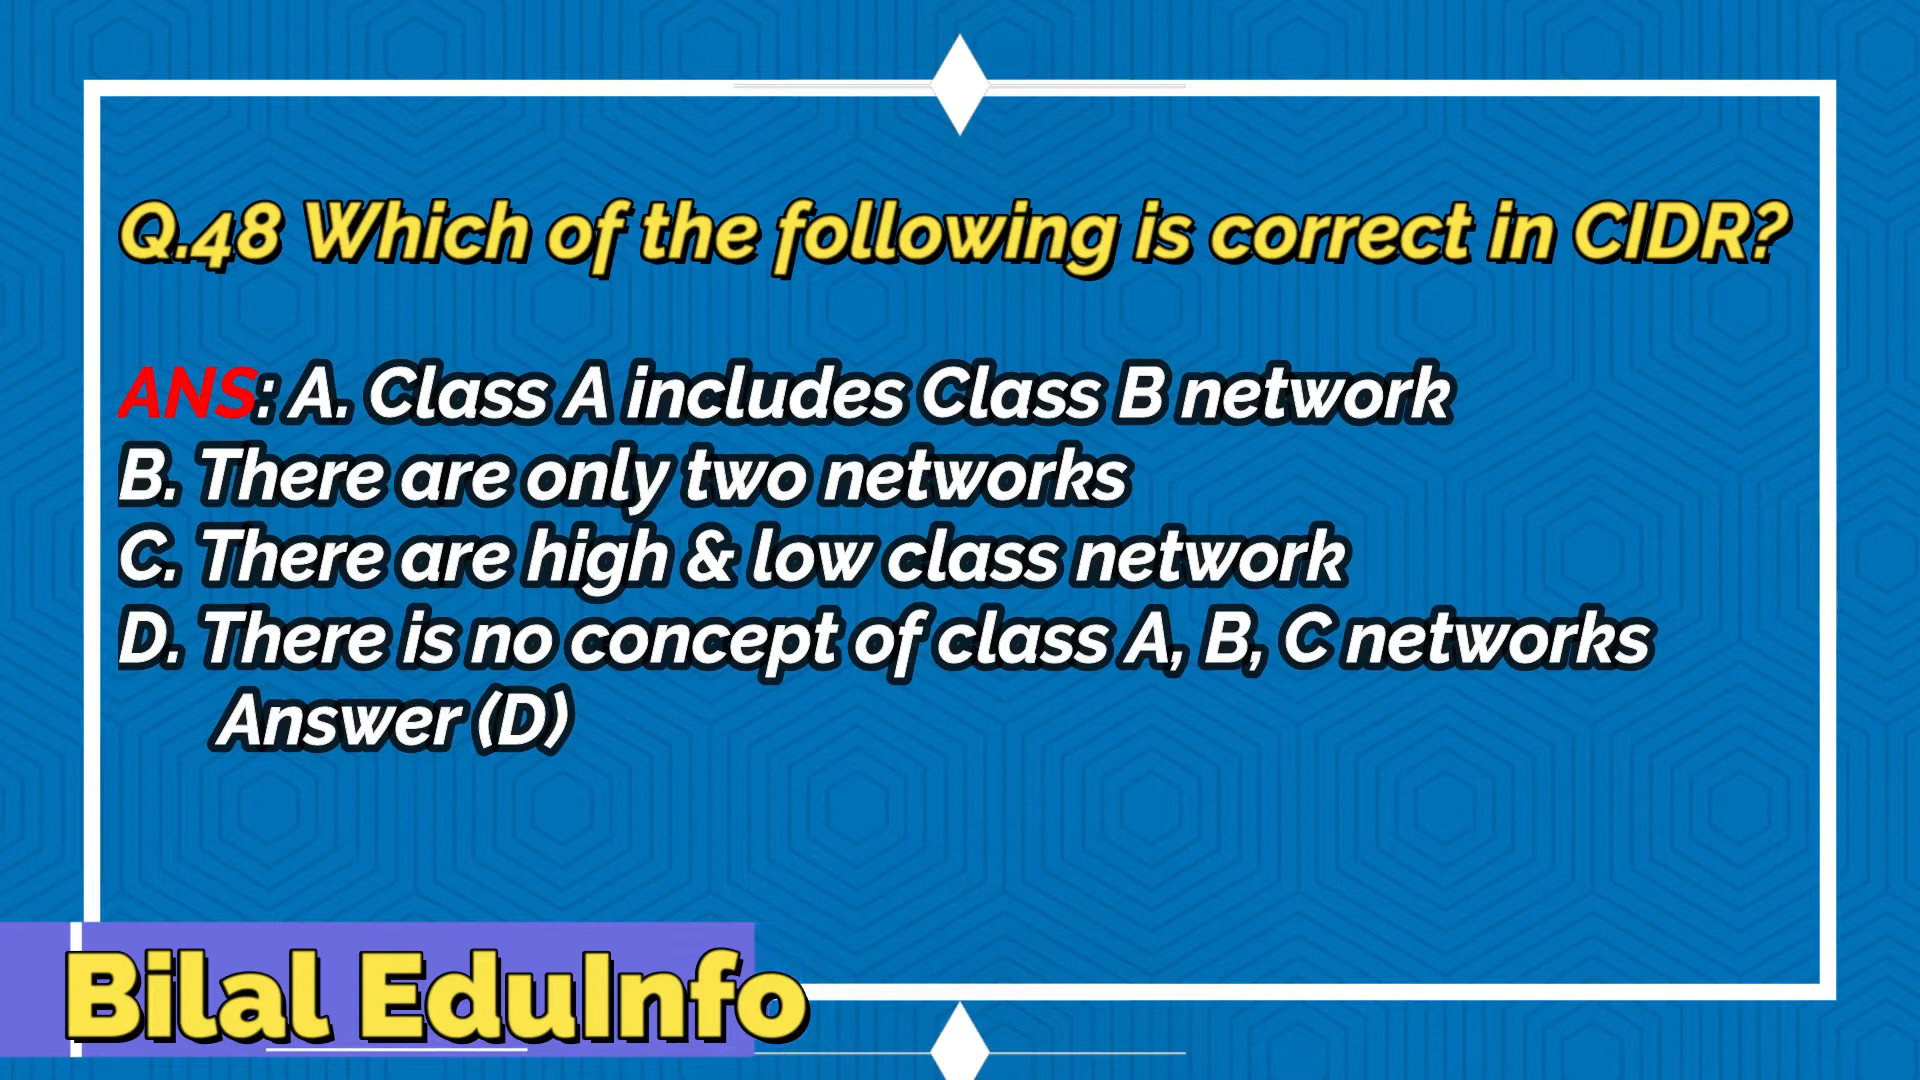 Q.48 Which of the following is correct in CIDR?
ANS: A. Class A includes Class B network
B. There are only two networks
C. There are high & low class network
D. There is no concept of class A, B, C networks
Answer (D)
Bilal EduInfo